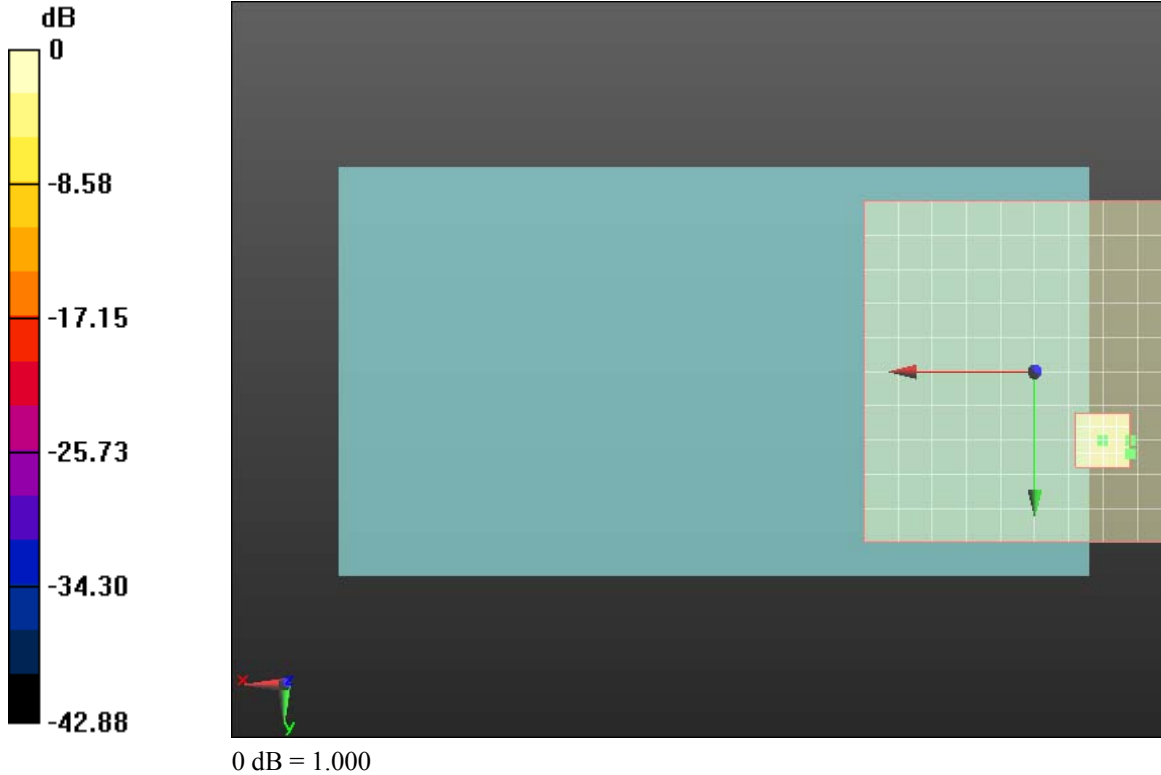 dB
0
-8.58
-17.15
-25.73
-34.30
-42.88
x
z
y
0 dB = 1.000